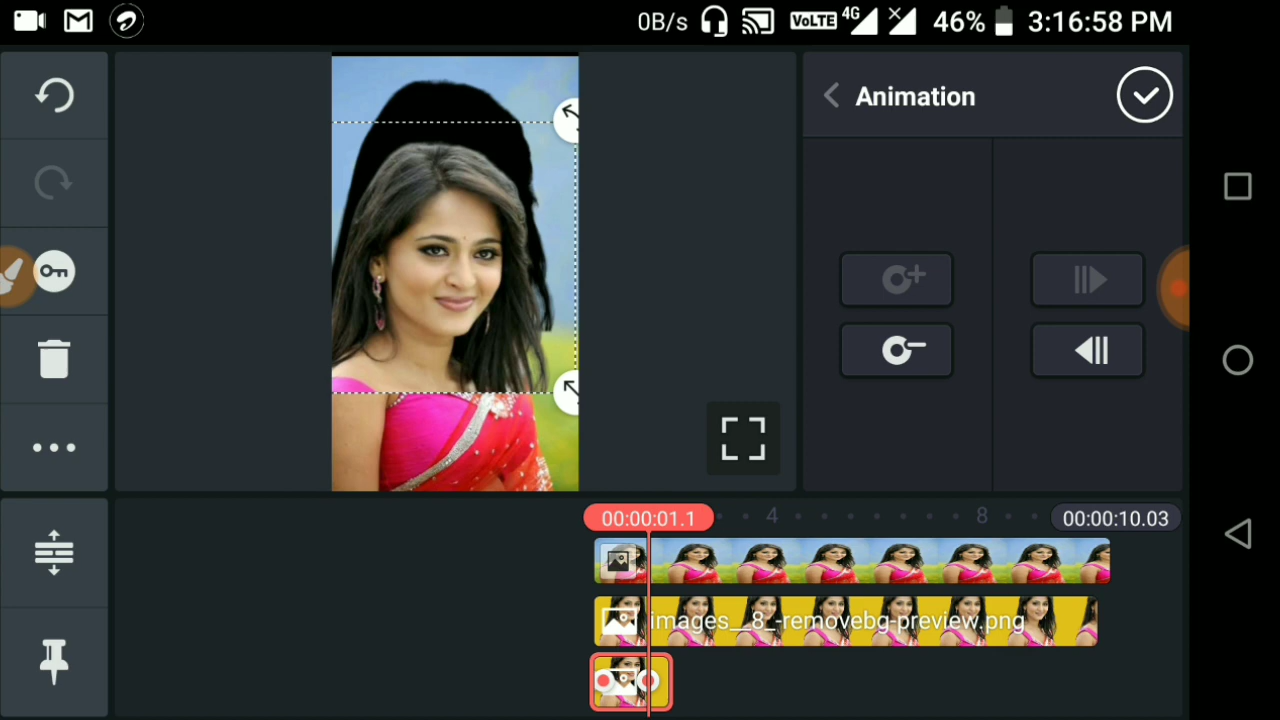 0B/s VoLTE 4G 46% 3:16:58 PM
Animation
00:00:01.1 4 8 00:00:10.03
images__8_-removebg-preview.png